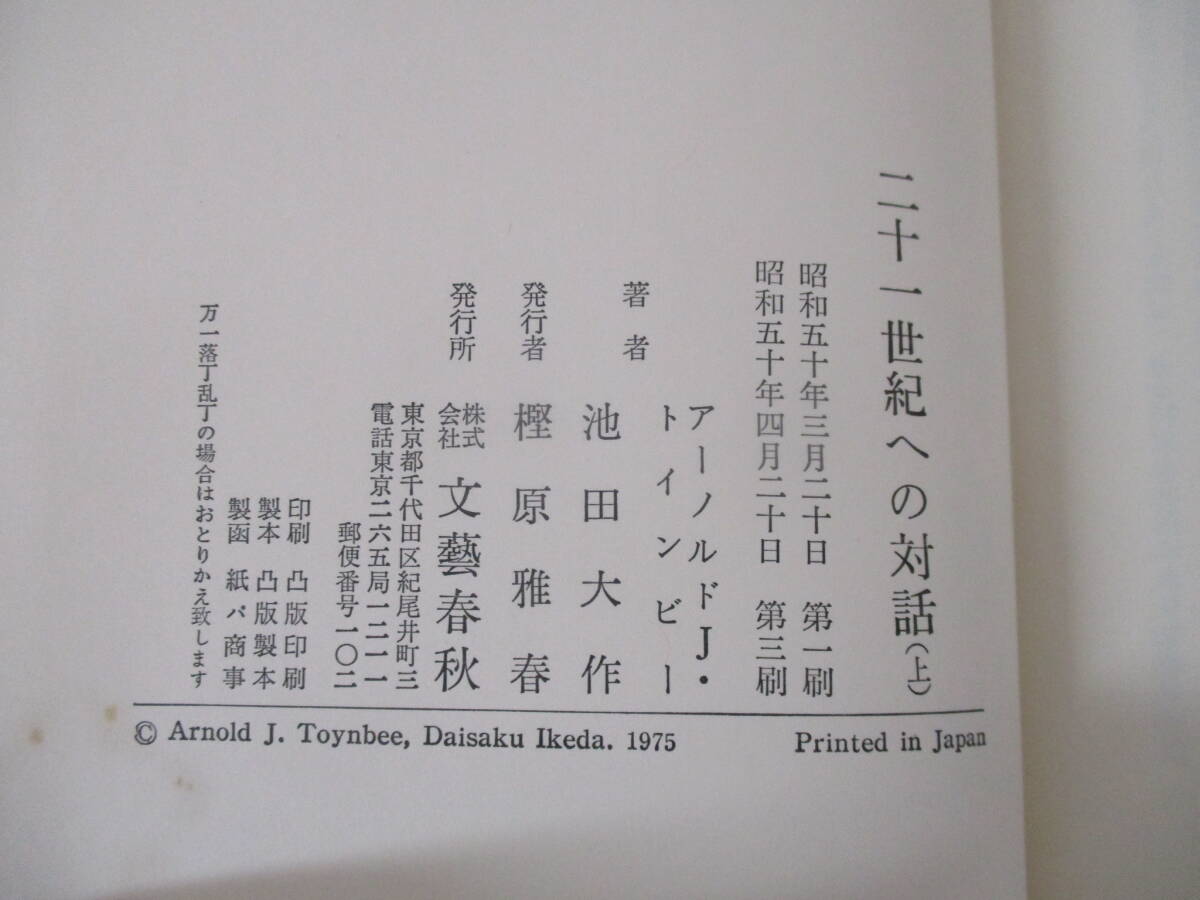 二十一世紀への対話(上)
昭和五十年三月二十日 第一刷
昭和五十年四月二十日 第三刷
著者
アーノルドJ・
トインビー
池田大作
発行者 樫原雅春
発行所 株式会社 文藝春秋
東京都千代田区紀尾井町三
電話東京二六五局一二一一
郵便番号一〇二
印刷 凸版印刷
製本 凸版製本
製函 紙バ商事
万一落丁乱丁の場合はおとりかえ致します
© Arnold J. Toynbee, Daisaku Ikeda. 1975 Printed in Japan